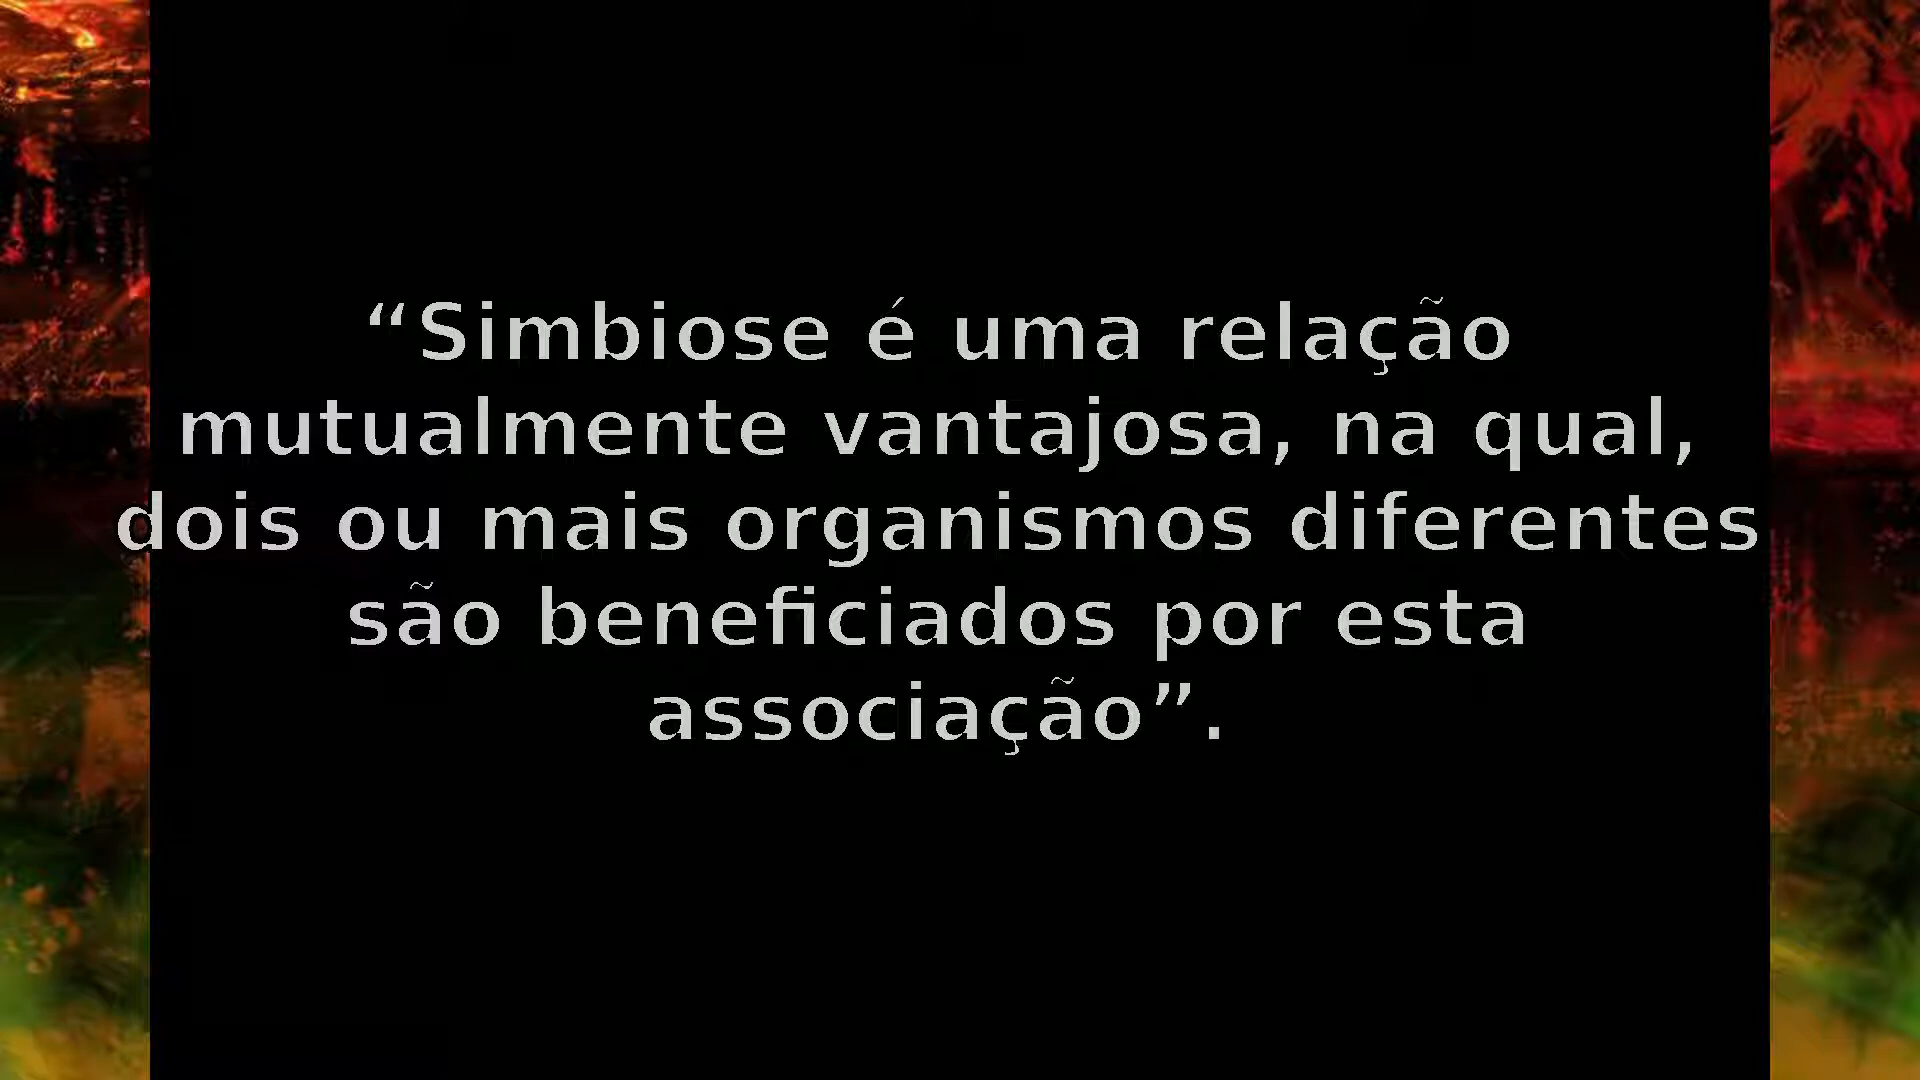 “Simbiose é uma relação
mutualmente vantajosa, na qual,
dois ou mais organismos diferentes
são beneficiados por esta
associação”.